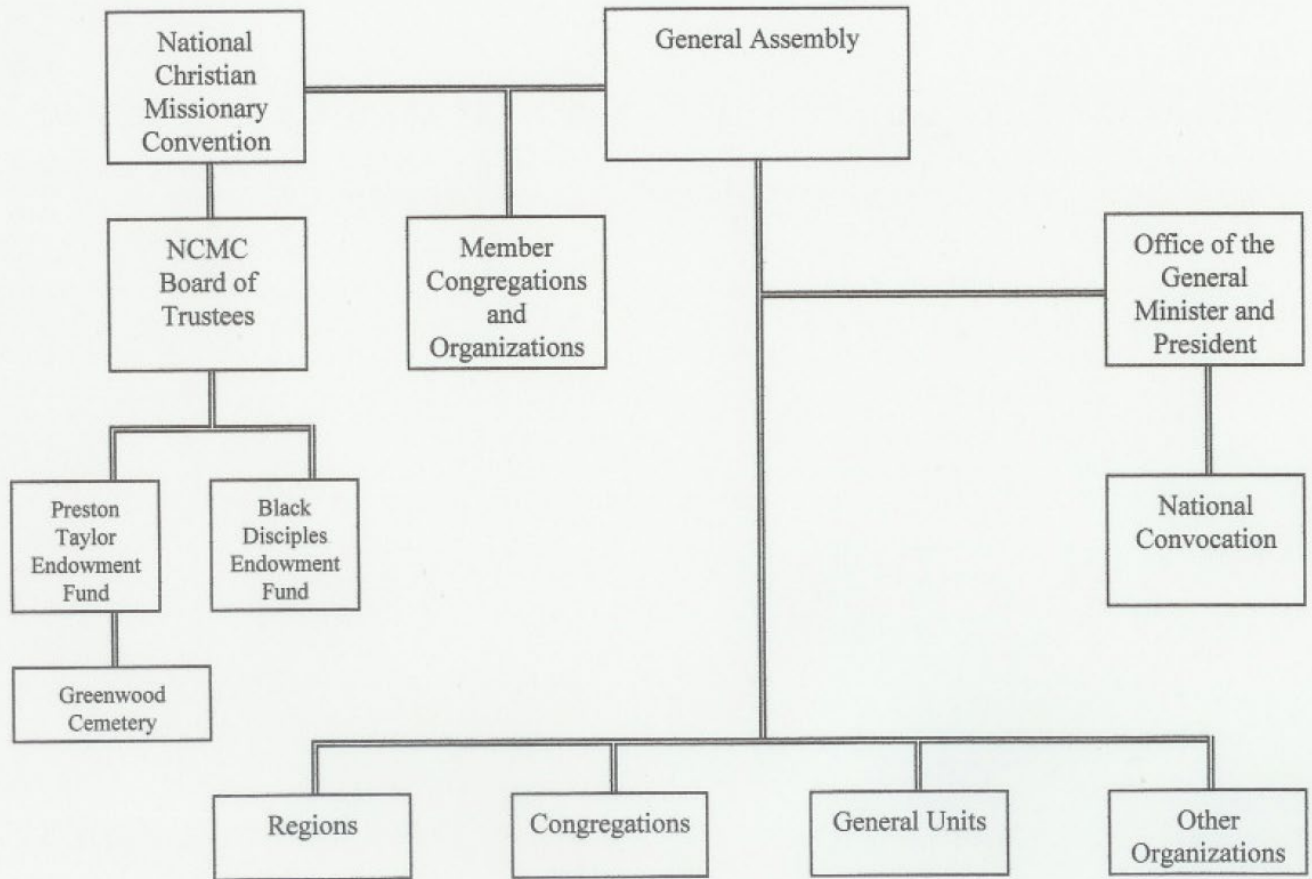 National
Christian
Missionary
Convention
General Assembly
NCMC
Board of
Trustees
Member
Congregations
and
Organizations
Office of the
General
Minister and
President
Preston
Taylor
Endowment
Fund
Black
Disciples
Endowment
Fund
National
Convocation
Greenwood
Cemetery
Regions
Congregations
General Units
Other
Organizations